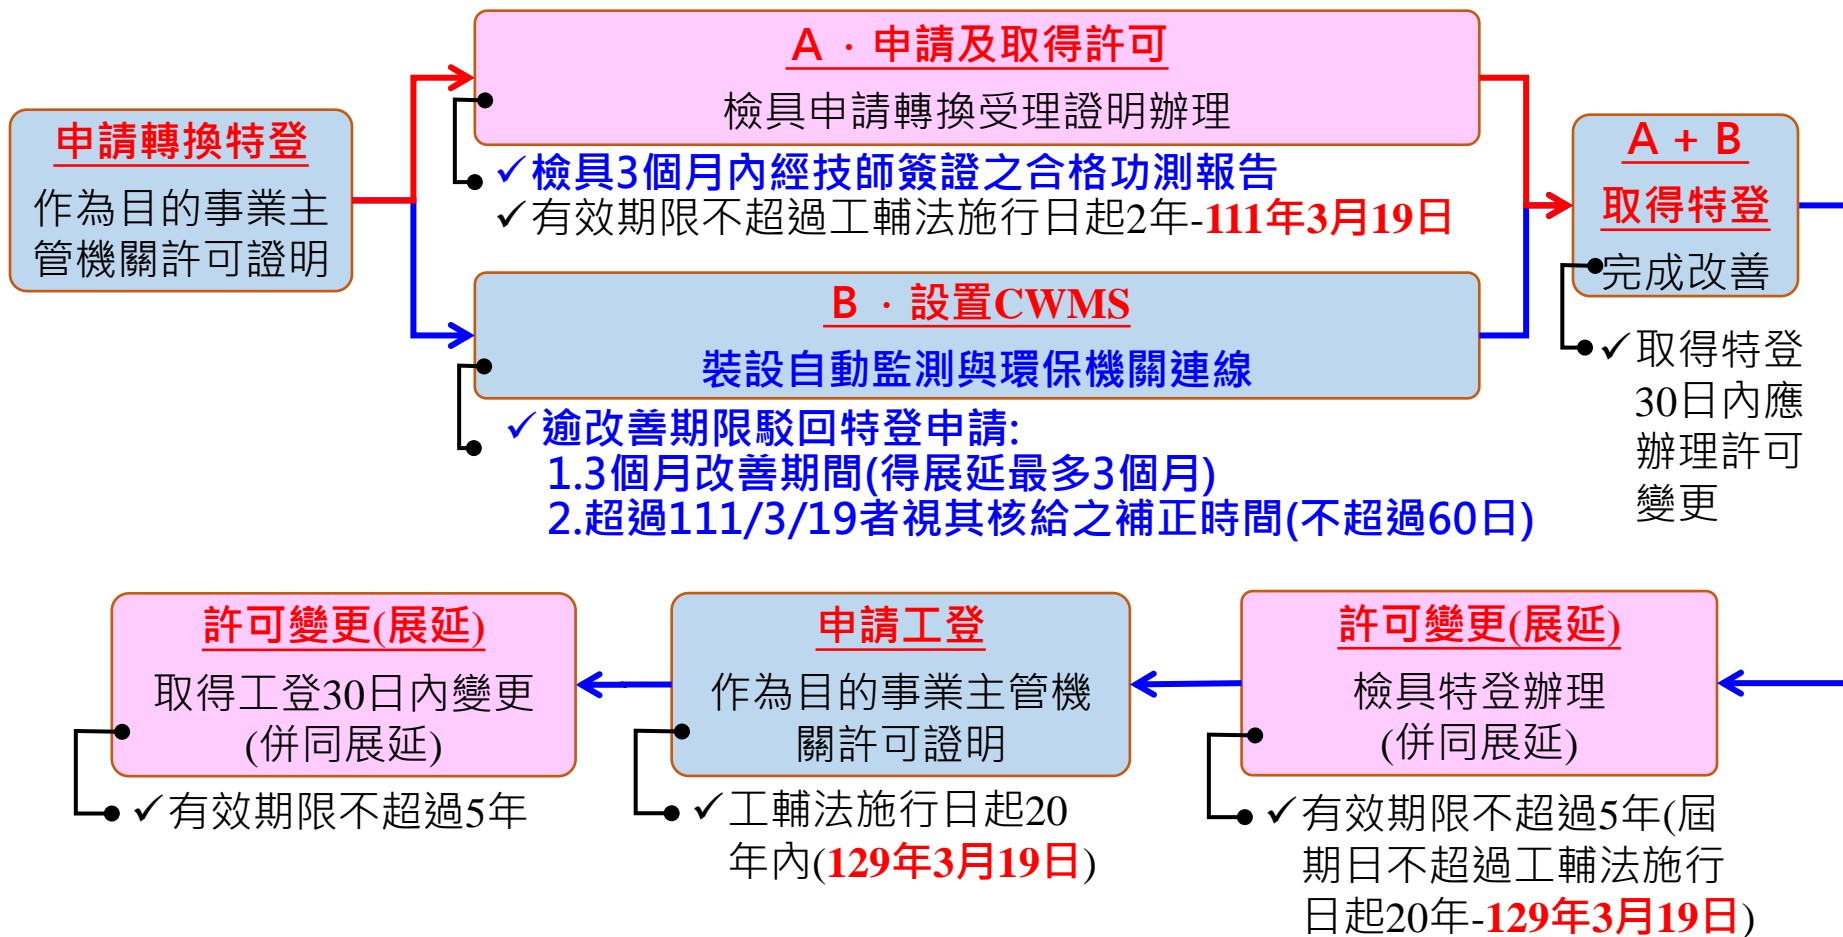 申請轉換特登
作為目的事業主
管機關許可證明
A．申請及取得許可
檢具申請轉換受理證明辦理
✓檢具3個月內經技師簽證之合格功測報告
✓有效期限不超過工輔法施行日起2年-111年3月19日
B．設置CWMS
裝設自動監測與環保機關連線
✓逾改善期限駁回特登申請:
1.3個月改善期間(得展延最多3個月)
2.超過111/3/19者視其核給之補正時間(不超過60日)
A + B
取得特登
完成改善
✓取得特登
30日內應
辦理許可
變更
許可變更(展延)
檢具特登辦理
(併同展延)
✓有效期限不超過5年(屆
期日不超過工輔法施行
日起20年-129年3月19日)
申請工登
作為目的事業主管機
關許可證明
✓工輔法施行日起20
年內(129年3月19日)
許可變更(展延)
取得工登30日內變更
(併同展延)
✓有效期限不超過5年